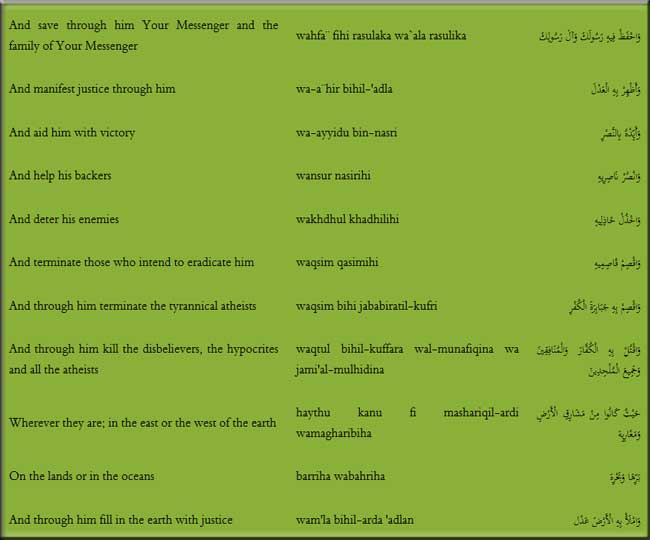 And save through him Your Messenger and the wahfa¨ fihi rasulaka wa`ala rasulika وَاحْفَظْ فِيهِ رَسُولَكَ وَآلَ رَسُولِكَ
family of Your Messenger
And manifest justice through him wa-a¨hir bihil-'adla وَأَظْهِرْ بِهِ الْعَدْلَ
And aid him with victory wa-ayyidu bin-nasri وَأَيِّدْهُ بِالنَّصْرِ
And help his backers wansur nasirihi وَانْصُرْ نَاصِرِيهِ
And deter his enemies wakhdhul khadhilihi وَاخْذُلْ خَاذِلِيهِ
And terminate those who intend to eradicate him waqsim qasimihi وَاقْصِمْ قَاصِمِيهِ
And through him terminate the tyrannical atheists waqsim bihi jababiratil-kufri وَاقْصِمْ بِهِ جَبَابِرَةَ الْكُفْرِ
And through him kill the disbelievers, the hypocrites waqtul bihil-kuffara wal-munafiqina wa وَاقْتُلْ بِهِ الْكُفَّارَ وَالْمُنَافِقِينَ
and all the atheists jami'al-mulhidina وَجَمِيعَ الْمُلْحِدِينَ
Wherever they are; in the east or the west of the earth haythu kanu fi mashariqil-ardi حَيْثُ كَانُوا مِنْ مَشَارِقِ الْأَرْضِ
wamagharibiha وَمَغَارِبِهَا
On the lands or in the oceans barriha wabahriha بَرِّهَا وَبَحْرِهَا
And through him fill in the earth with justice wam'la bihil-arda 'adlan وَامْلَأْ بِهِ الْأَرْضَ عَدْلا